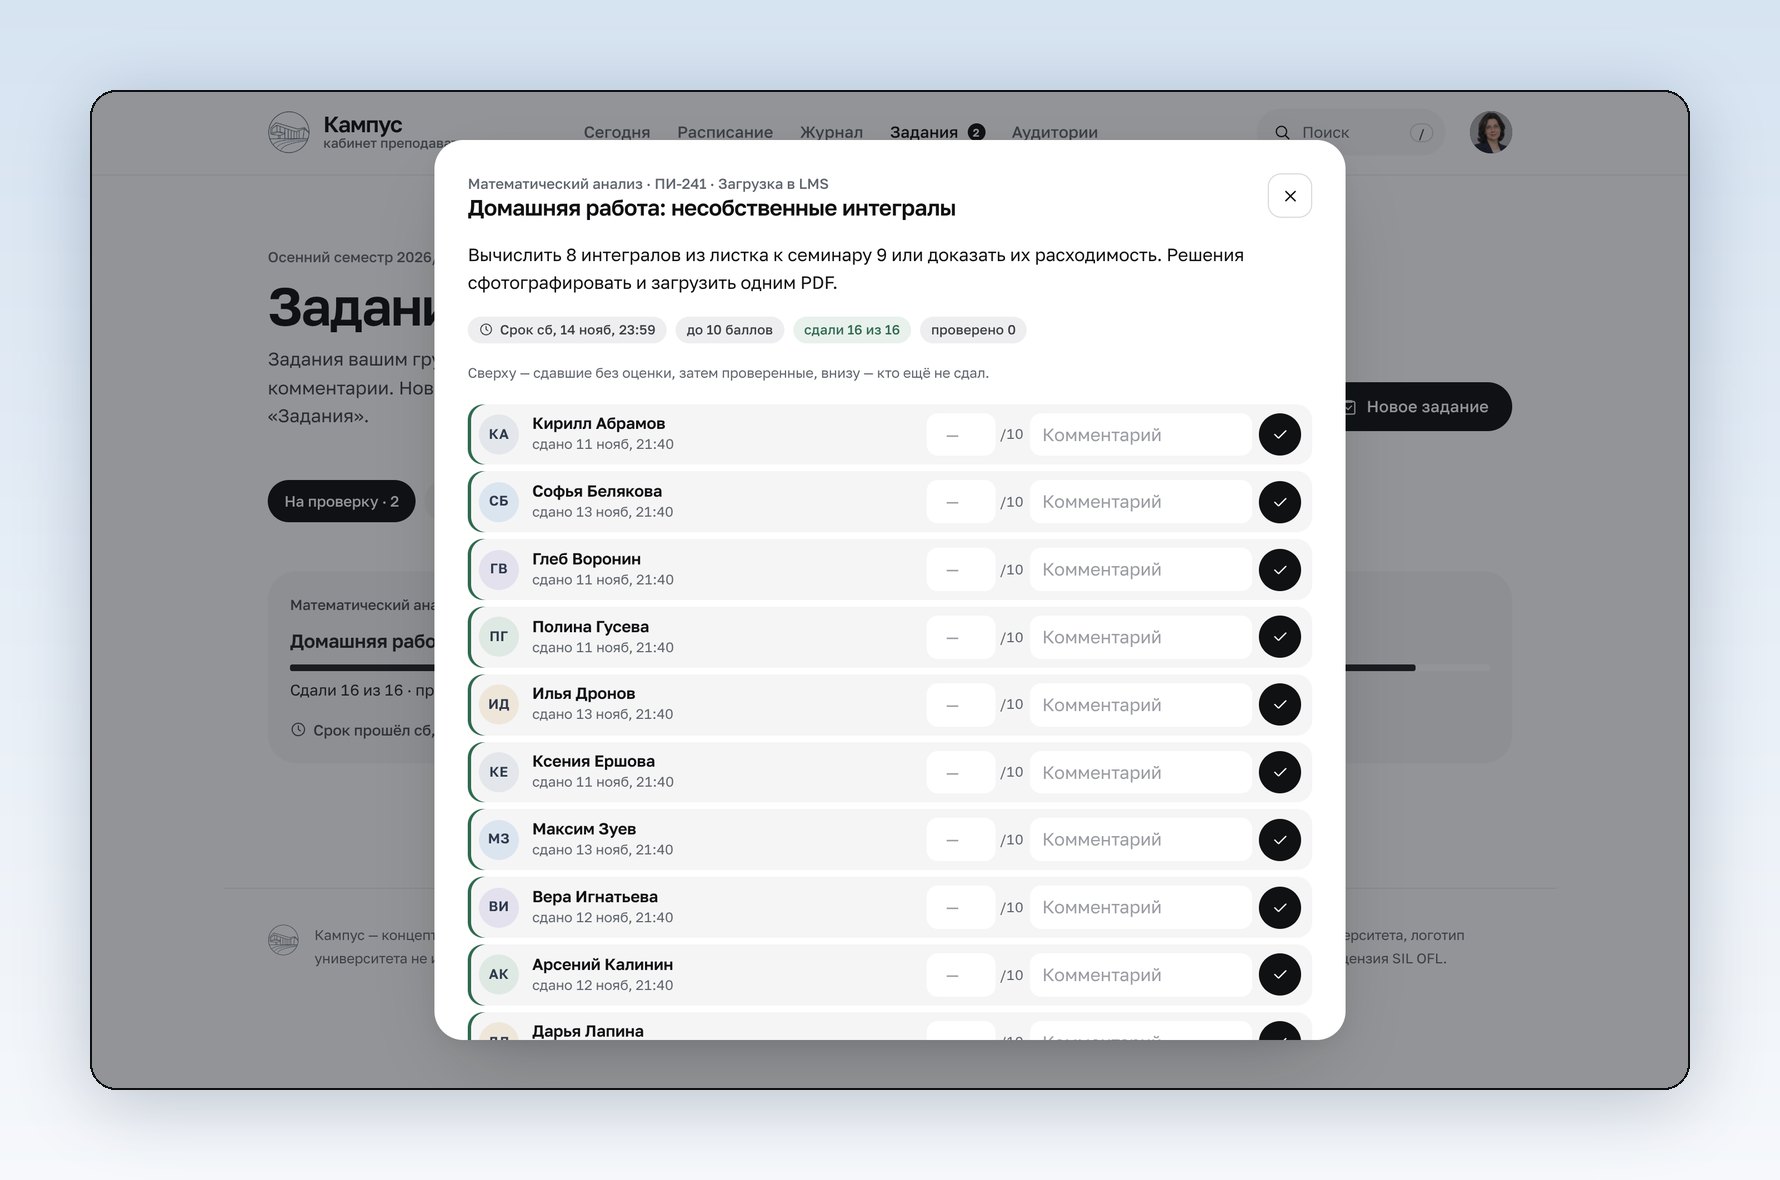 Кампус
кабинет преподава
Сегодня Расписание Журнал Задания 2 Аудитории
Поиск /
Осенний семестр 2026
Задани
Задания вашим гру
комментарии. Нов
«Задания».
Новое задание
На проверку · 2
Математический ана
Домашняя рабо
Сдали 16 из 16 · пр
Срок прошёл сб,
Кампус — концепт
университета не и
ерситета, логотип
цензия SIL OFL.
Математический анализ · ПИ-241 · Загрузка в LMS
Домашняя работа: несобственные интегралы
Вычислить 8 интегралов из листка к семинару 9 или доказать их расходимость. Решения
сфотографировать и загрузить одним PDF.
Срок сб, 14 нояб, 23:59 до 10 баллов сдали 16 из 16 проверено 0
Сверху — сдавшие без оценки, затем проверенные, внизу — кто ещё не сдал.
КА Кирилл Абрамов — /10 Комментарий
сдано 11 нояб, 21:40
СБ Софья Белякова — /10 Комментарий
сдано 13 нояб, 21:40
ГВ Глеб Воронин — /10 Комментарий
сдано 11 нояб, 21:40
ПГ Полина Гусева — /10 Комментарий
сдано 11 нояб, 21:40
ИД Илья Дронов — /10 Комментарий
сдано 13 нояб, 21:40
КЕ Ксения Ершова — /10 Комментарий
сдано 11 нояб, 21:40
МЗ Максим Зуев — /10 Комментарий
сдано 13 нояб, 21:40
ВИ Вера Игнатьева — /10 Комментарий
сдано 12 нояб, 21:40
АК Арсений Калинин — /10 Комментарий
сдано 12 нояб, 21:40
Дарья Лапина